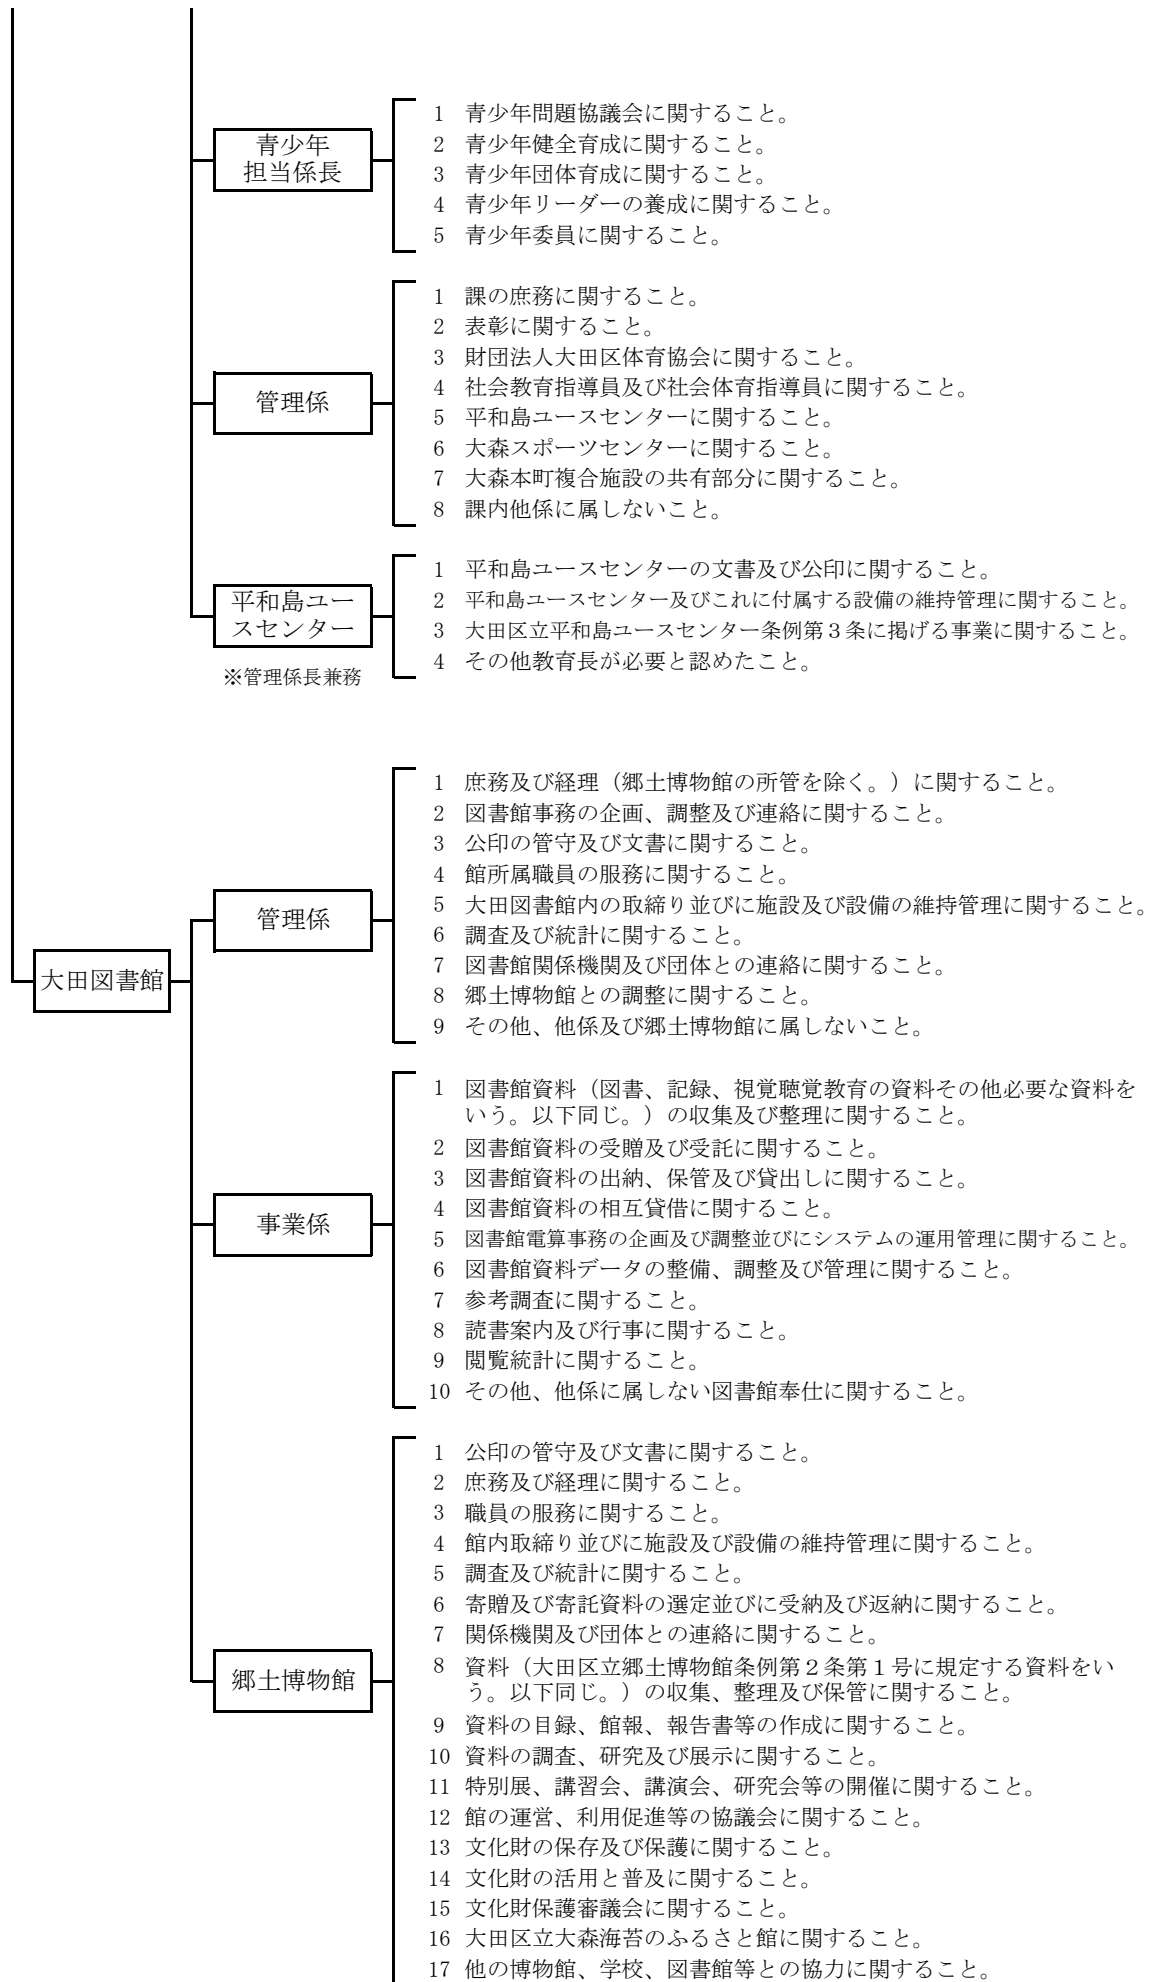 青少年
担当係長
1 青少年問題協議会に関すること。
2 青少年健全育成に関すること。
3 青少年団体育成に関すること。
4 青少年リーダーの養成に関すること。
5 青少年委員に関すること。
管理係
1 課の庶務に関すること。
2 表彰に関すること。
3 財団法人大田区体育協会に関すること。
4 社会教育指導員及び社会体育指導員に関すること。
5 平和島ユースセンターに関すること。
6 大森スポーツセンターに関すること。
7 大森本町複合施設の共有部分に関すること。
8 課内他係に属しないこと。
平和島ユー
スセンター
※管理係長兼務
1 平和島ユースセンターの文書及び公印に関すること。
2 平和島ユースセンター及びこれに付属する設備の維持管理に関すること。
3 大田区立平和島ユースセンター条例第３条に掲げる事業に関すること。
4 その他教育長が必要と認めたこと。
大田図書館
管理係
1 庶務及び経理（郷土博物館の所管を除く。）に関すること。
2 図書館事務の企画、調整及び連絡に関すること。
3 公印の管守及び文書に関すること。
4 館所属職員の服務に関すること。
5 大田図書館内の取締り並びに施設及び設備の維持管理に関すること。
6 調査及び統計に関すること。
7 図書館関係機関及び団体との連絡に関すること。
8 郷土博物館との調整に関すること。
9 その他、他係及び郷土博物館に属しないこと。
事業係
1 図書館資料（図書、記録、視覚聴覚教育の資料その他必要な資料を
いう。以下同じ。）の収集及び整理に関すること。
2 図書館資料の受贈及び受託に関すること。
3 図書館資料の出納、保管及び貸出しに関すること。
4 図書館資料の相互貸借に関すること。
5 図書館電算事務の企画及び調整並びにシステムの運用管理に関すること。
6 図書館資料データの整備、調整及び管理に関すること。
7 参考調査に関すること。
8 読書案内及び行事に関すること。
9 閲覧統計に関すること。
10 その他、他係に属しない図書館奉仕に関すること。
郷土博物館
1 公印の管守及び文書に関すること。
2 庶務及び経理に関すること。
3 職員の服務に関すること。
4 館内取締り並びに施設及び設備の維持管理に関すること。
5 調査及び統計に関すること。
6 寄贈及び寄託資料の選定並びに受納及び返納に関すること。
7 関係機関及び団体との連絡に関すること。
8 資料（大田区立郷土博物館条例第２条第１号に規定する資料をい
う。以下同じ。）の収集、整理及び保管に関すること。
9 資料の目録、館報、報告書等の作成に関すること。
10 資料の調査、研究及び展示に関すること。
11 特別展、講習会、講演会、研究会等の開催に関すること。
12 館の運営、利用促進等の協議会に関すること。
13 文化財の保存及び保護に関すること。
14 文化財の活用と普及に関すること。
15 文化財保護審議会に関すること。
16 大田区立大森海苔のふるさと館に関すること。
17 他の博物館、学校、図書館等との協力に関すること。